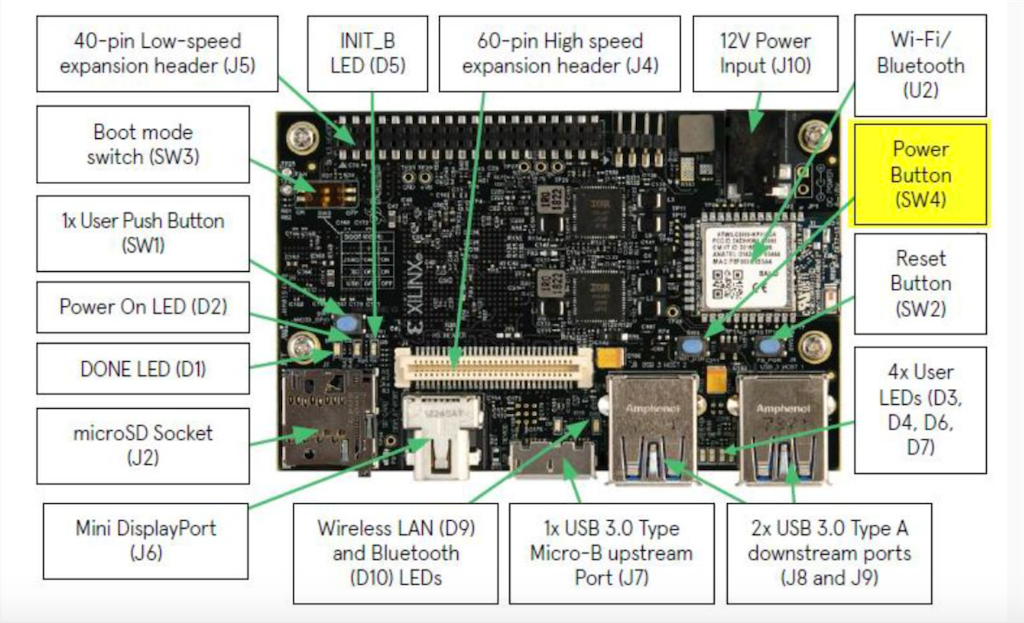 40-pin Low-speed
expansion header (J5)
INIT_B
LED (D5)
60-pin High speed
expansion header (J4)
12V Power
Input (J10)
Wi-Fi/
Bluetooth
(U2)
Boot mode
switch (SW3)
Power
Button
(SW4)
1x User Push Button
(SW1)
Reset
Button
(SW2)
Power On LED (D2)
DONE LED (D1)
4x User
LEDs (D3,
D4, D6,
D7)
microSD Socket
(J2)
Mini DisplayPort
(J6)
Wireless LAN (D9)
and Bluetooth
(D10) LEDs
1x USB 3.0 Type
Micro-B upstream
Port (J7)
2x USB 3.0 Type A
downstream ports
(J8 and J9)
XILINX
Amphenol
Amphenol